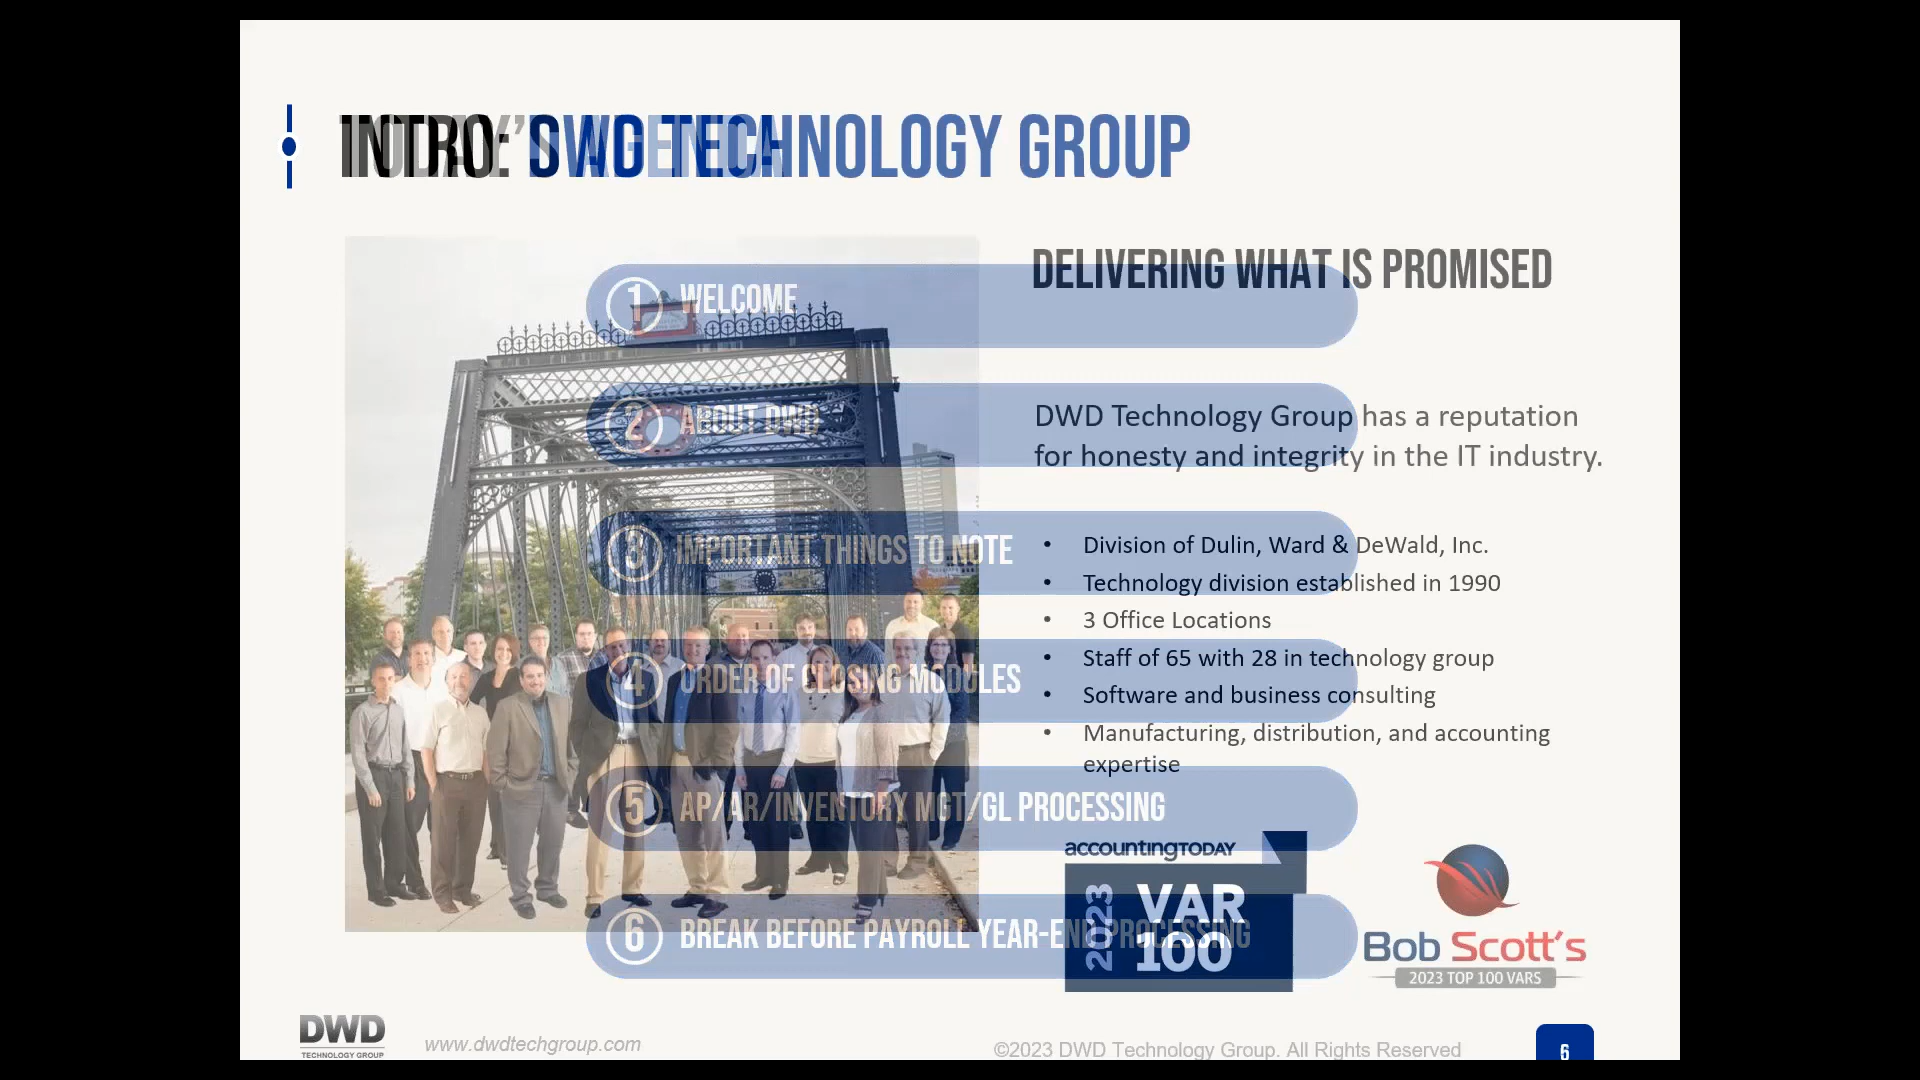 INTRO: DWD TECHNOLOGY GROUP
TODAY'S AGENDA
DELIVERING WHAT IS PROMISED
1 WELCOME
2 ABOUT DWD
DWD Technology Group has a reputation
for honesty and integrity in the IT industry.
3 IMPORTANT THINGS TO NOTE
• Division of Dulin, Ward & DeWald, Inc.
• Technology division established in 1990
• 3 Office Locations
4 ORDER OF CLOSING MODULES
• Staff of 65 with 28 in technology group
• Software and business consulting
• Manufacturing, distribution, and accounting
expertise
5 AP/AR/INVENTORY MGT/GL PROCESSING
accountingTODAY
2023
VAR
100
6 BREAK BEFORE PAYROLL YEAR-END PROCESSING
Bob Scott's
2023 TOP 100 VARS
DWD
TECHNOLOGY GROUP
www.dwdtechgroup.com
©2023 DWD Technology Group. All Rights Reserved
6